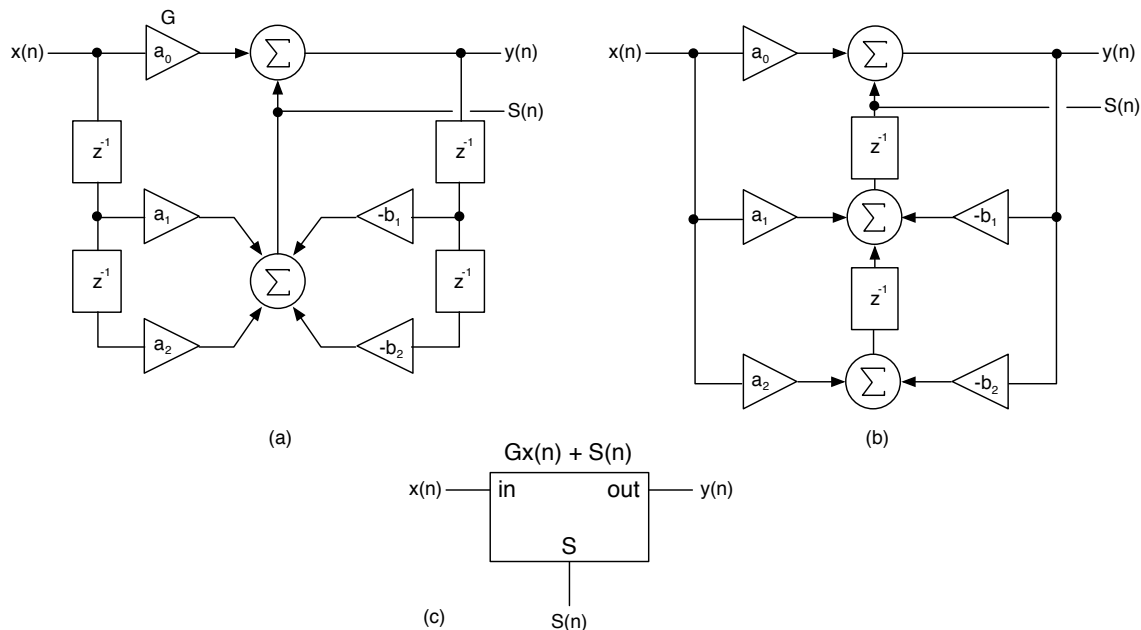 G
x(n) a₀ Σ y(n)
S(n)
z⁻¹ z⁻¹
a₁ -b₁
z⁻¹ Σ z⁻¹
a₂ -b₂
(a)
x(n) a₀ Σ y(n)
S(n)
z⁻¹
a₁ Σ -b₁
z⁻¹
a₂ Σ -b₂
(b)
Gx(n) + S(n)
x(n) in out y(n)
S
(c) S(n)